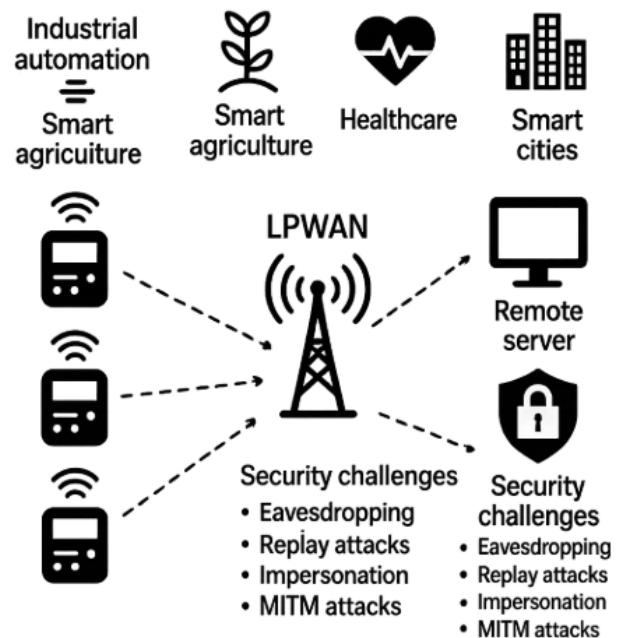 Industrial
automation
Smart
agricuiture
Smart
agriculture
Healthcare
Smart
cities
LPWAN
Remote
server
Security challenges
• Eavesdropping
• Replay attacks
• Impersonation
• MITM attacks
Security
challenges
• Eavesdropping
• Replay attacks
• Impersonation
• MITM attacks